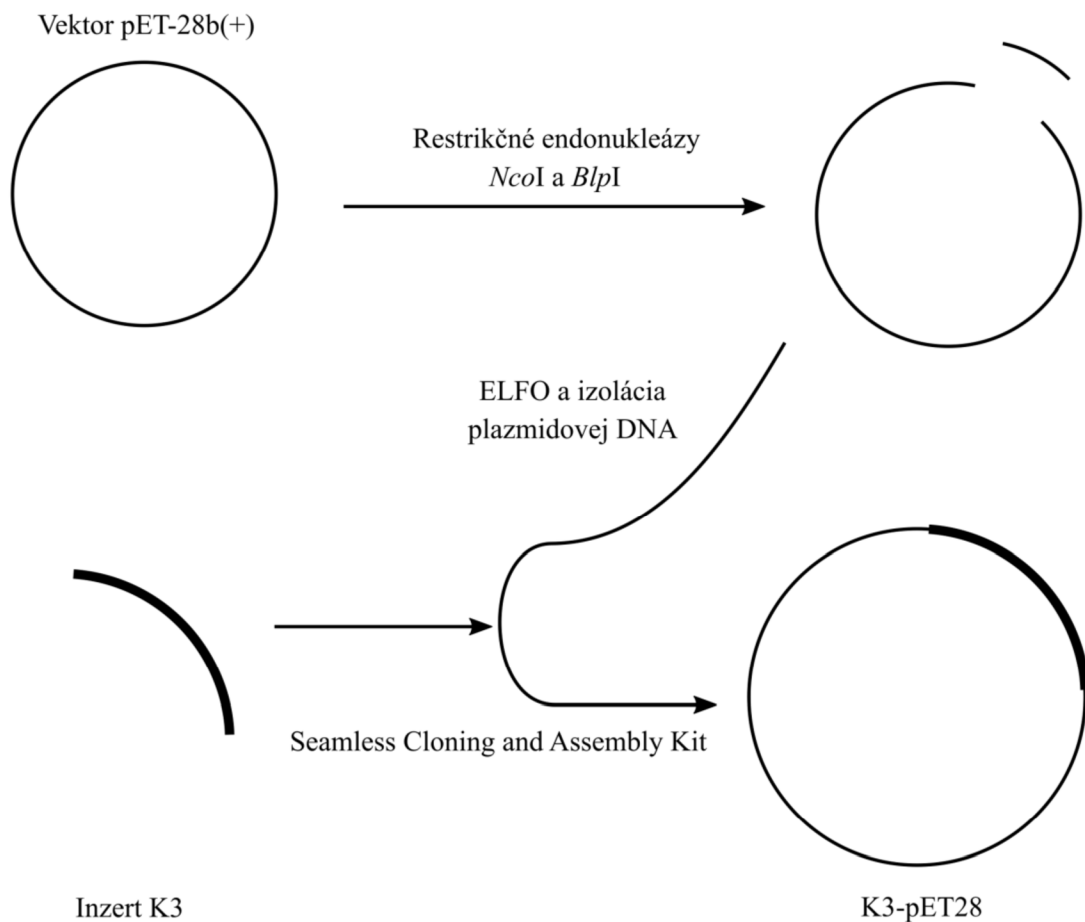 Vektor pET-28b(+)
Restrikčné endonukleázy
NcoI a BlpI
ELFO a izolácia
plazmidovej DNA
Seamless Cloning and Assembly Kit
Inzert K3
K3-pET28